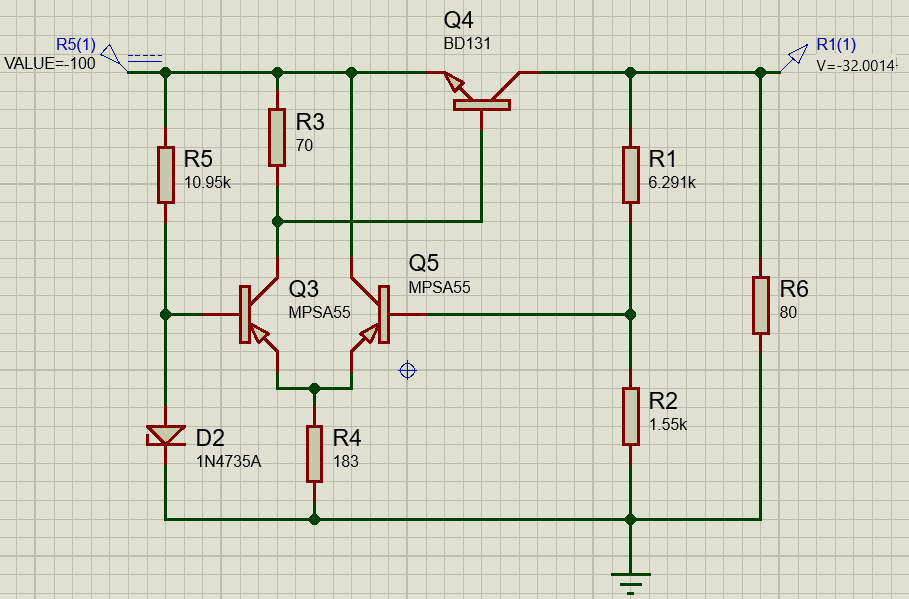 Q4
BD131
R5(1)
VALUE=-100
R1(1)
V=-32.0014
R3
70
R5
10.95k
R1
6.291k
Q5
MPSA55
Q3
MPSA55
R6
80
R2
1.55k
D2
1N4735A
R4
183